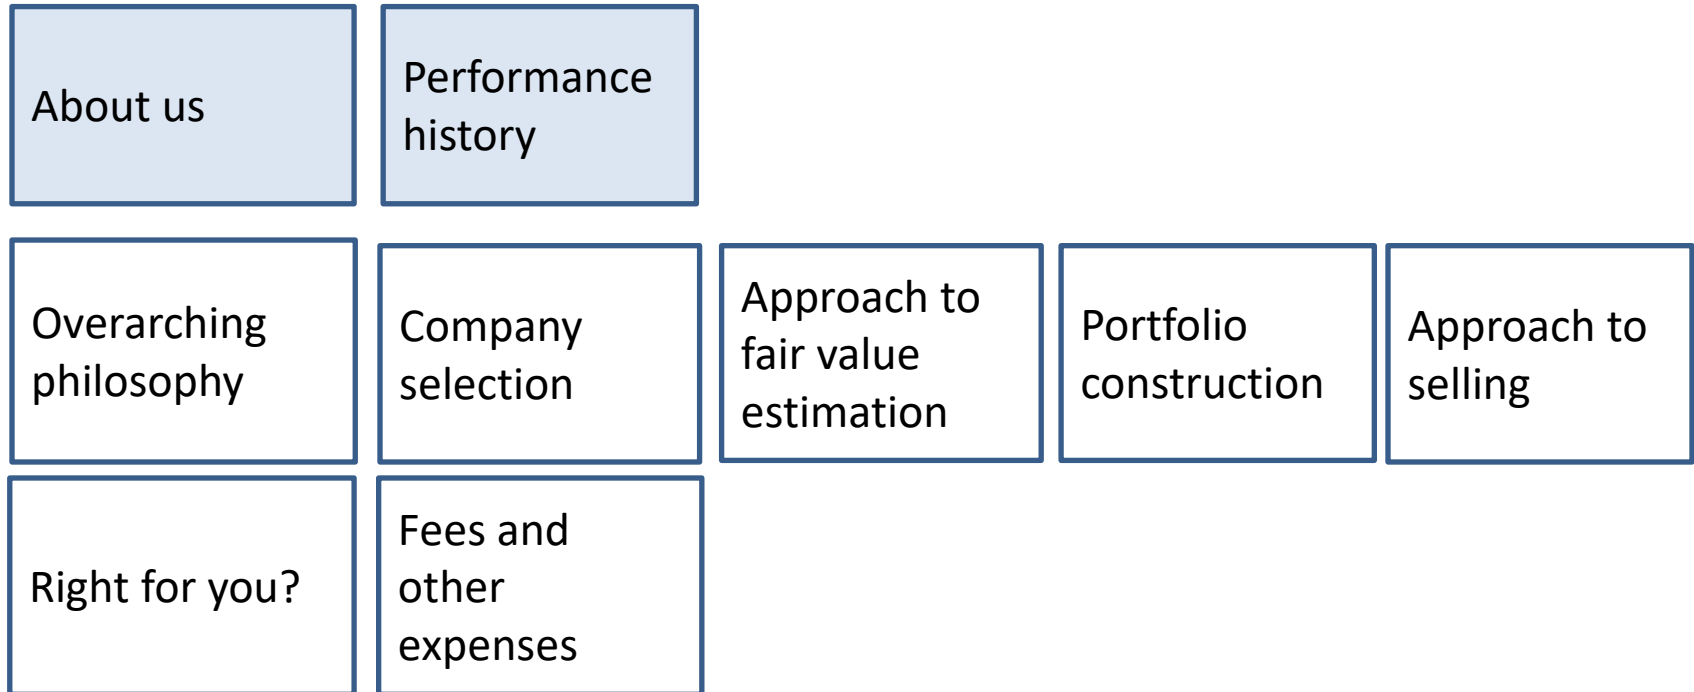 About us
Performance
history
Overarching
philosophy
Company
selection
Approach to
fair value
estimation
Portfolio
construction
Approach to
selling
Right for you?
Fees and
other
expenses